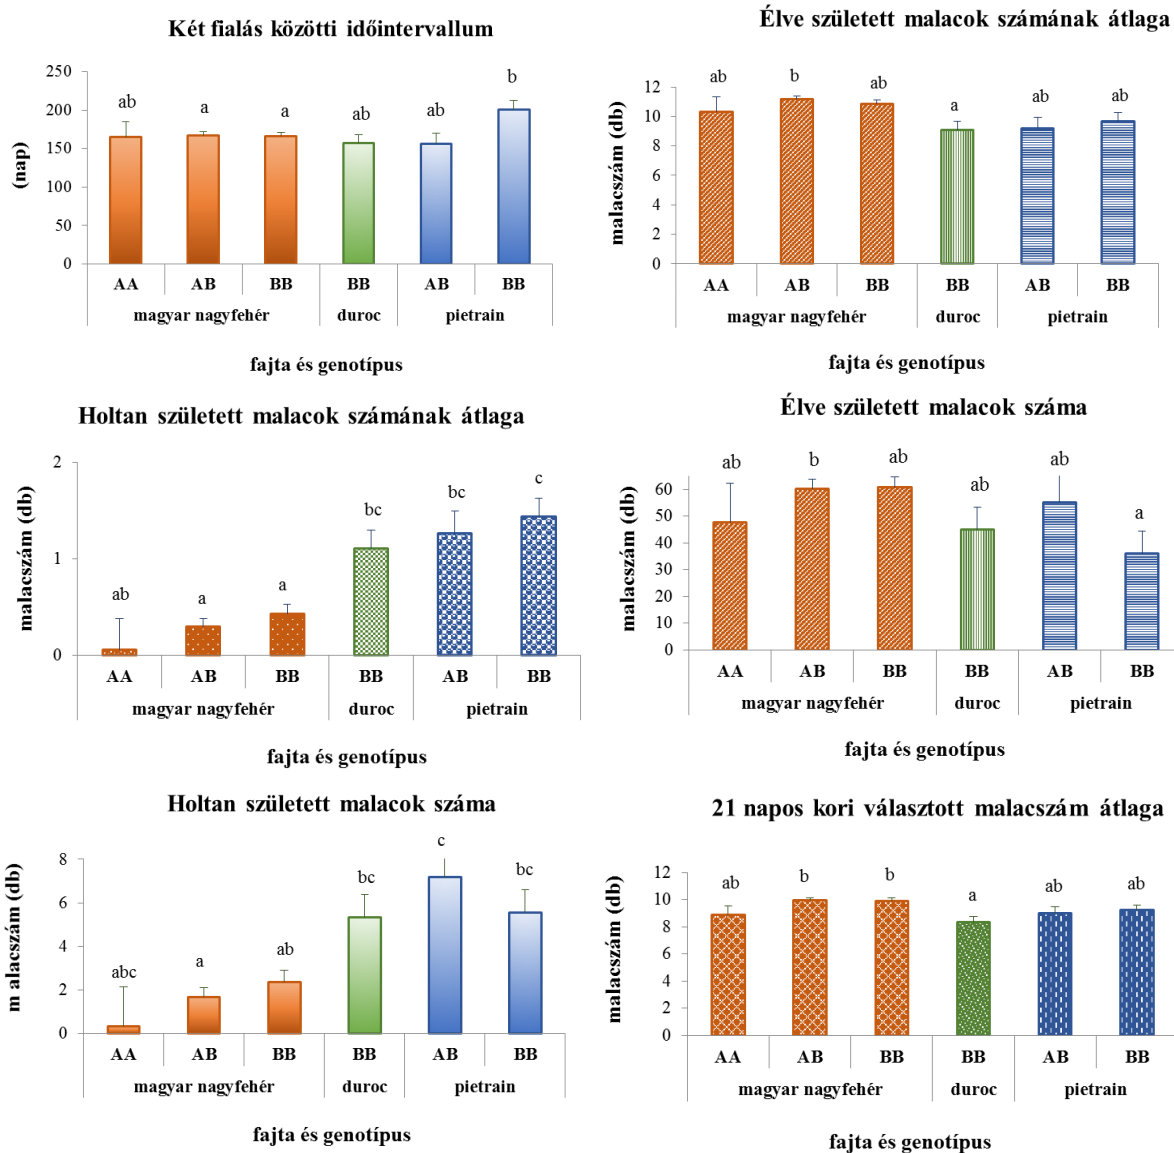 Két fialás közötti időintervallum
(nap)
250
200
150
100
50
0
ab
a
a
ab
ab
b
AA AB BB BB AB BB
magyar nagyfehér duroc pietrain
fajta és genotípus
Élve született malacok számának átlaga
malacszám (db)
12
10
8
6
4
2
0
ab
b
ab
a
ab
ab
AA AB BB BB AB BB
magyar nagyfehér duroc pietrain
fajta és genotípus
Holtan született malacok számának átlaga
malacszám (db)
2
1
0
ab
a
a
bc
bc
c
AA AB BB BB AB BB
magyar nagyfehér duroc pietrain
fajta és genotípus
Élve született malacok száma
malacszám (db)
60
50
40
30
20
10
0
ab
b
ab
ab
ab
a
AA AB BB BB AB BB
magyar nagyfehér duroc pietrain
fajta és genotípus
Holtan született malacok száma
m alacszám (db)
8
6
4
2
0
abc
a
ab
bc
c
bc
AA AB BB BB AB BB
magyar nagyfehér duroc pietrain
fajta és genotípus
21 napos kori választott malacszám átlaga
malacszám (db)
12
10
8
6
4
2
0
ab
b
b
a
ab
ab
AA AB BB BB AB BB
magyar nagyfehér duroc pietrain
fajta és genotípus